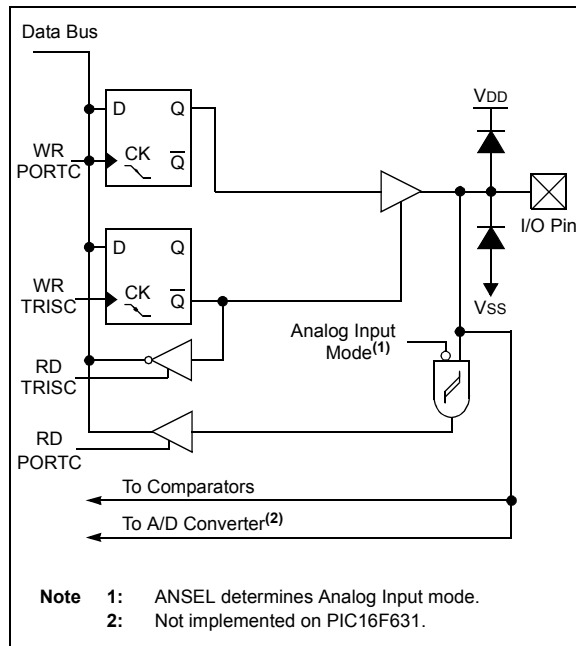 Data Bus
D Q
WR
PORTC
CK Q
VDD
I/O Pin
D Q
WR
TRISC
CK Q
VSS
Analog Input
Mode(1)
RD
TRISC
RD
PORTC
To Comparators
To A/D Converter(2)
Note 1: ANSEL determines Analog Input mode.
2: Not implemented on PIC16F631.